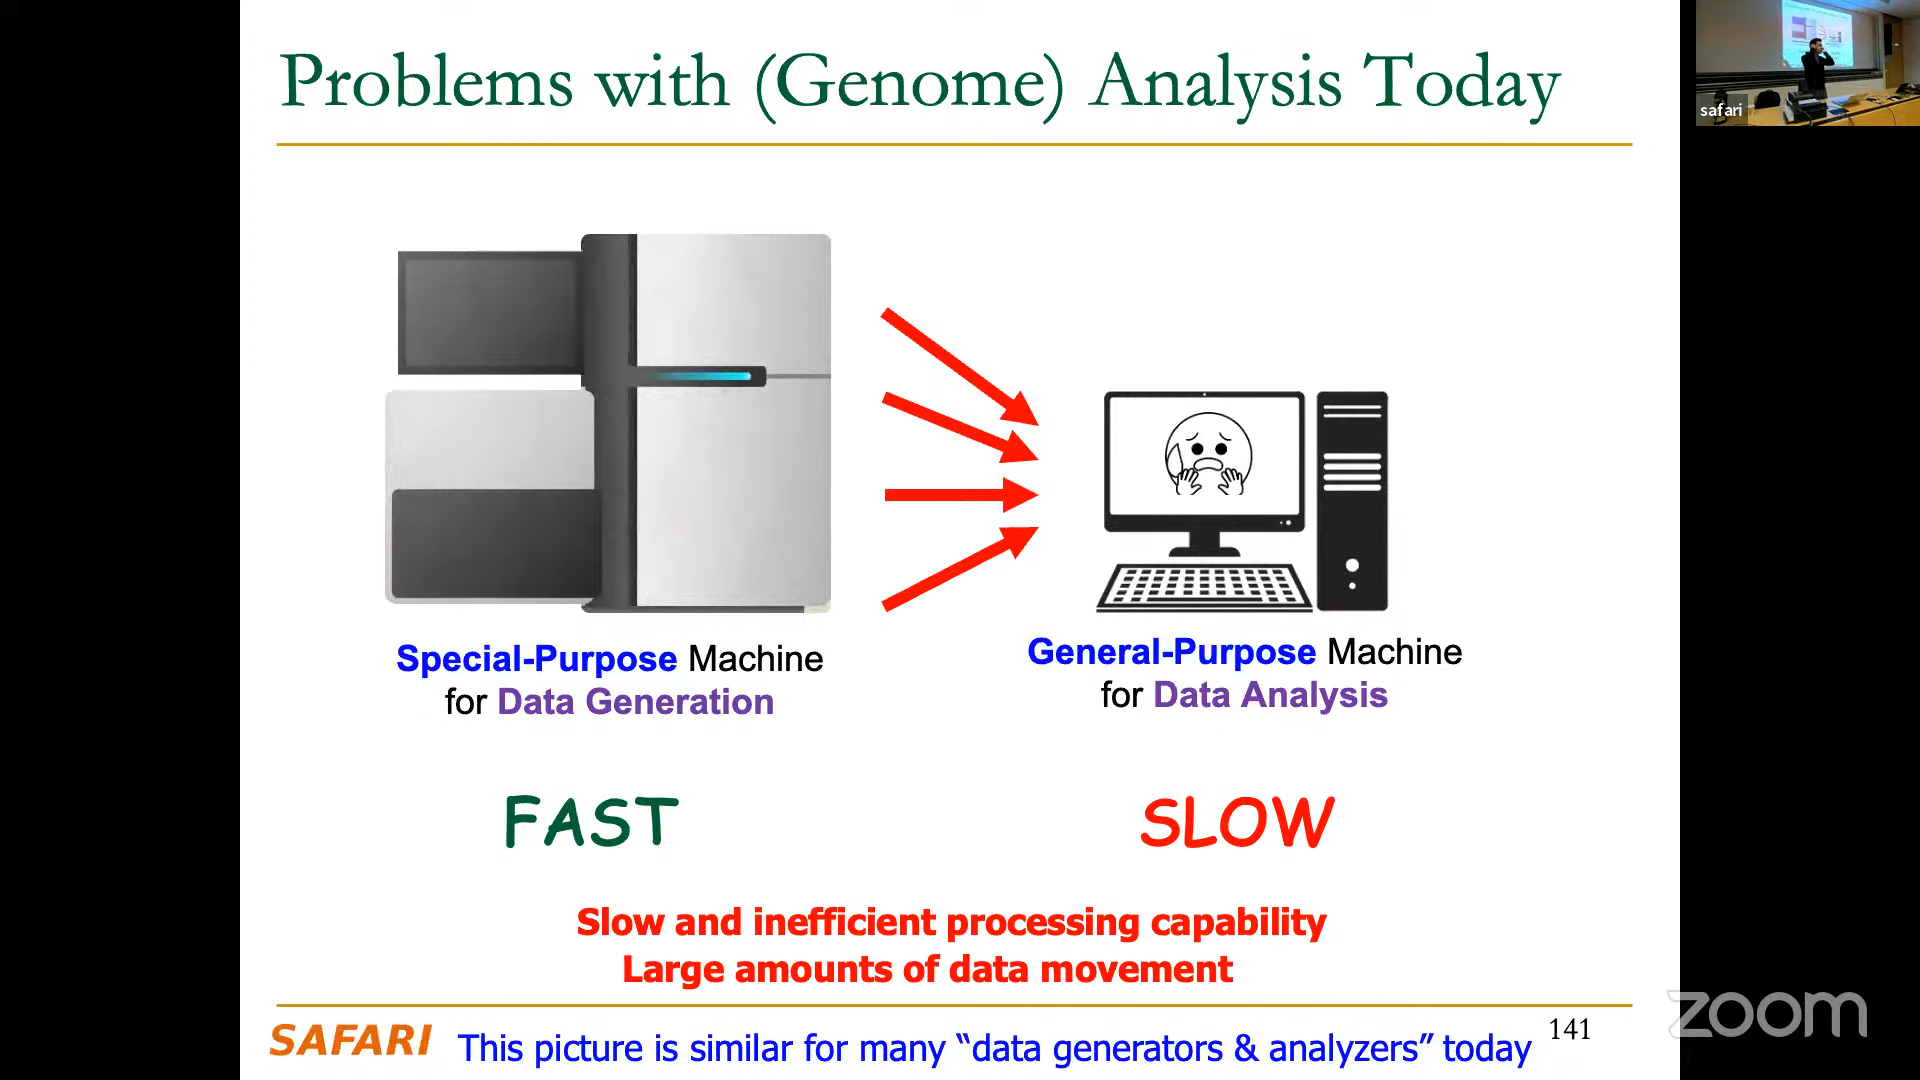 Problems with (Genome) Analysis Today
safari
Special-Purpose Machine
for Data Generation
General-Purpose Machine
for Data Analysis
FAST
SLOW
Slow and inefficient processing capability
Large amounts of data movement
SAFARI
This picture is similar for many “data generators & analyzers” today
141
zoom